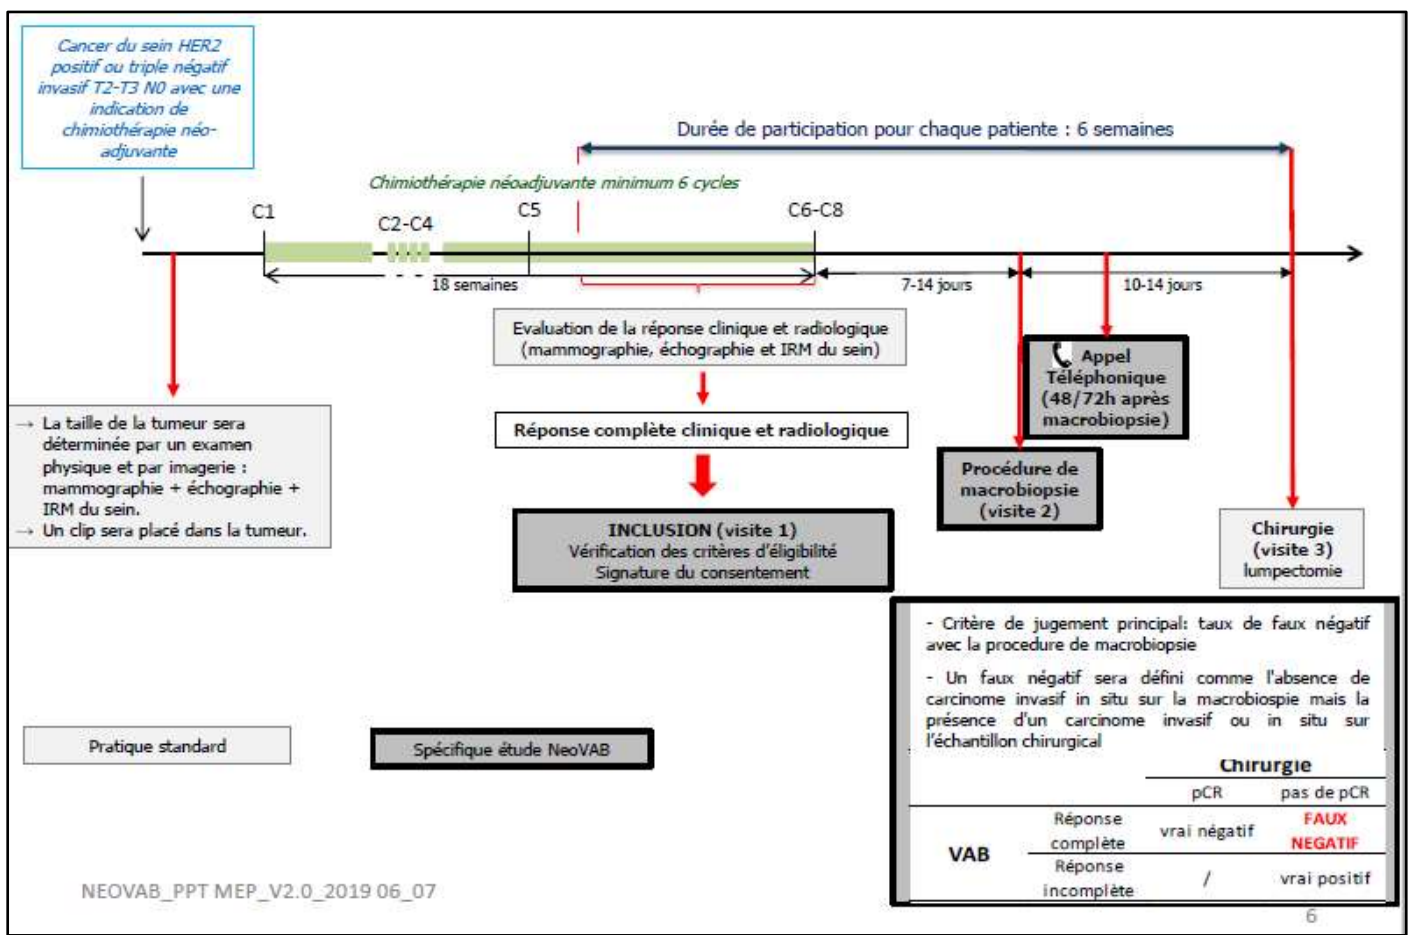 Cancer du sein HER2
positif ou triple négatif
invasif T2-T3 N0 avec une
indication de
chimiothérapie néo-
adjuvante
Durée de participation pour chaque patiente : 6 semaines
Chimiothérapie néoadjuvante minimum 6 cycles
C1
C2-C4
C5
C6-C8
18 semaines
7-14 jours
10-14 jours
Evaluation de la réponse clinique et radiologique
(mammographie, échographie et IRM du sein)
Réponse complète clinique et radiologique
INCLUSION (visite 1)
Vérification des critères d'éligibilité
Signature du consentement
Appel
Téléphonique
(48/72h après
macrobiopsie)
Procédure de
macrobiopsie
(visite 2)
Chirurgie
(visite 3)
lumpectomie
→ La taille de la tumeur sera
déterminée par un examen
physique et par imagerie :
mammographie + échographie +
IRM du sein.
→ Un clip sera placé dans la tumeur.
Pratique standard
Spécifique étude NeoVAB
- Critère de jugement principal: taux de faux négatif
avec la procedure de macrobiopsie
- Un faux négatif sera défini comme l'absence de
carcinome invasif in situ sur la macrobiospie mais la
présence d'un carcinome invasif ou in situ sur
l'échantillon chirurgical
Chirurgie
pCR pas de pCR
VAB
Réponse
complète
vrai négatif
FAUX
NEGATIF
Réponse
incomplète
/
vrai positif
NEOVAB_PPT MEP_V2.0_2019 06_07
6